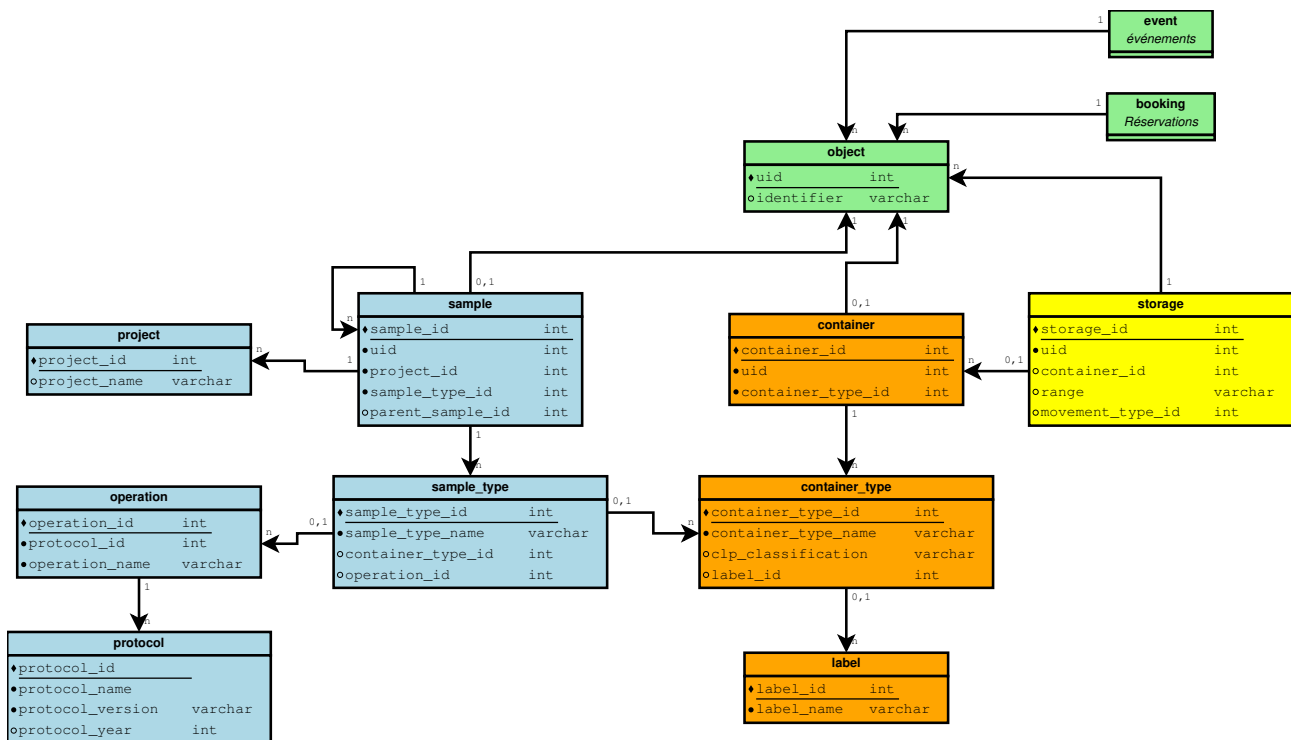 event
événements
1
booking
Réservations
1
n
n
object
uid int
identifier varchar
n
1
1
0,1
1
n
sample
sample_id int
uid int
project_id int
sample_type_id int
parent_sample_id int
1
n
project
project_id int
project_name varchar
0,1
container
container_id int
uid int
container_type_id int
n
0,1
1
storage
storage_id int
uid int
container_id int
range varchar
movement_type_id int
1
n
1
n
operation
operation_id int
protocol_id int
operation_name varchar
n
0,1
sample_type
sample_type_id int
sample_type_name varchar
container_type_id int
operation_id int
0,1
n
container_type
container_type_id int
container_type_name varchar
clp_classification varchar
label_id int
1
n
protocol
protocol_id
protocol_name
protocol_version varchar
protocol_year int
0,1
n
label
label_id int
label_name varchar